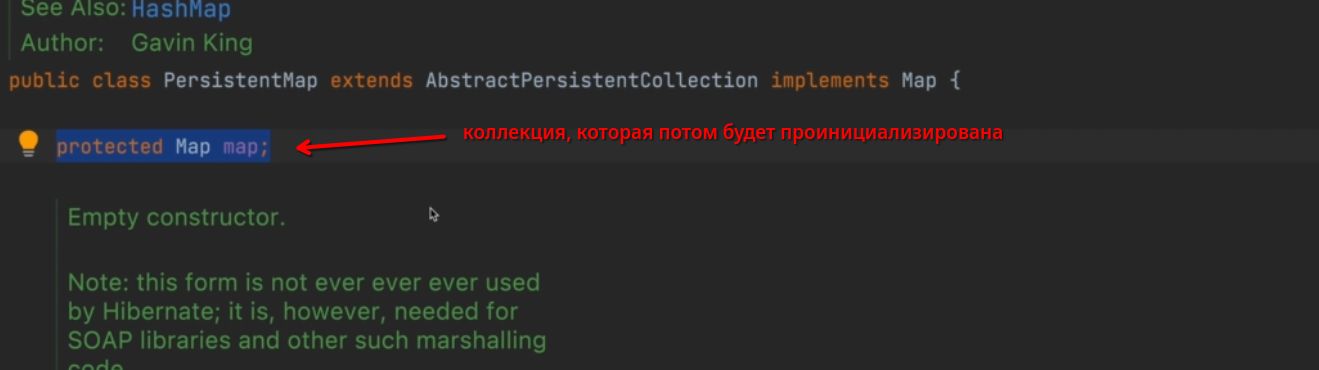 See Also: HashMap
Author: Gavin King
public class PersistentMap extends AbstractPersistentCollection implements Map {
коллекция, которая потом будет проинициализирована
protected Map map;
Empty constructor.
Note: this form is not ever ever ever used
by Hibernate; it is, however, needed for
SOAP libraries and other such marshalling
code